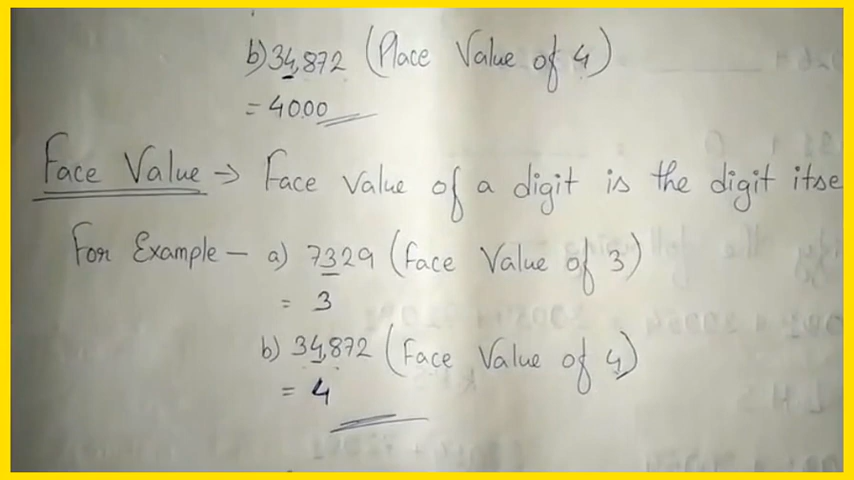 b) 34,872 (Place Value of 4)
= 4000
Face Value → Face Value of a digit is the digit itse
For Example - a) 7329 (Face Value of 3)
= 3
b) 34,872 (Face Value of 4)
= 4